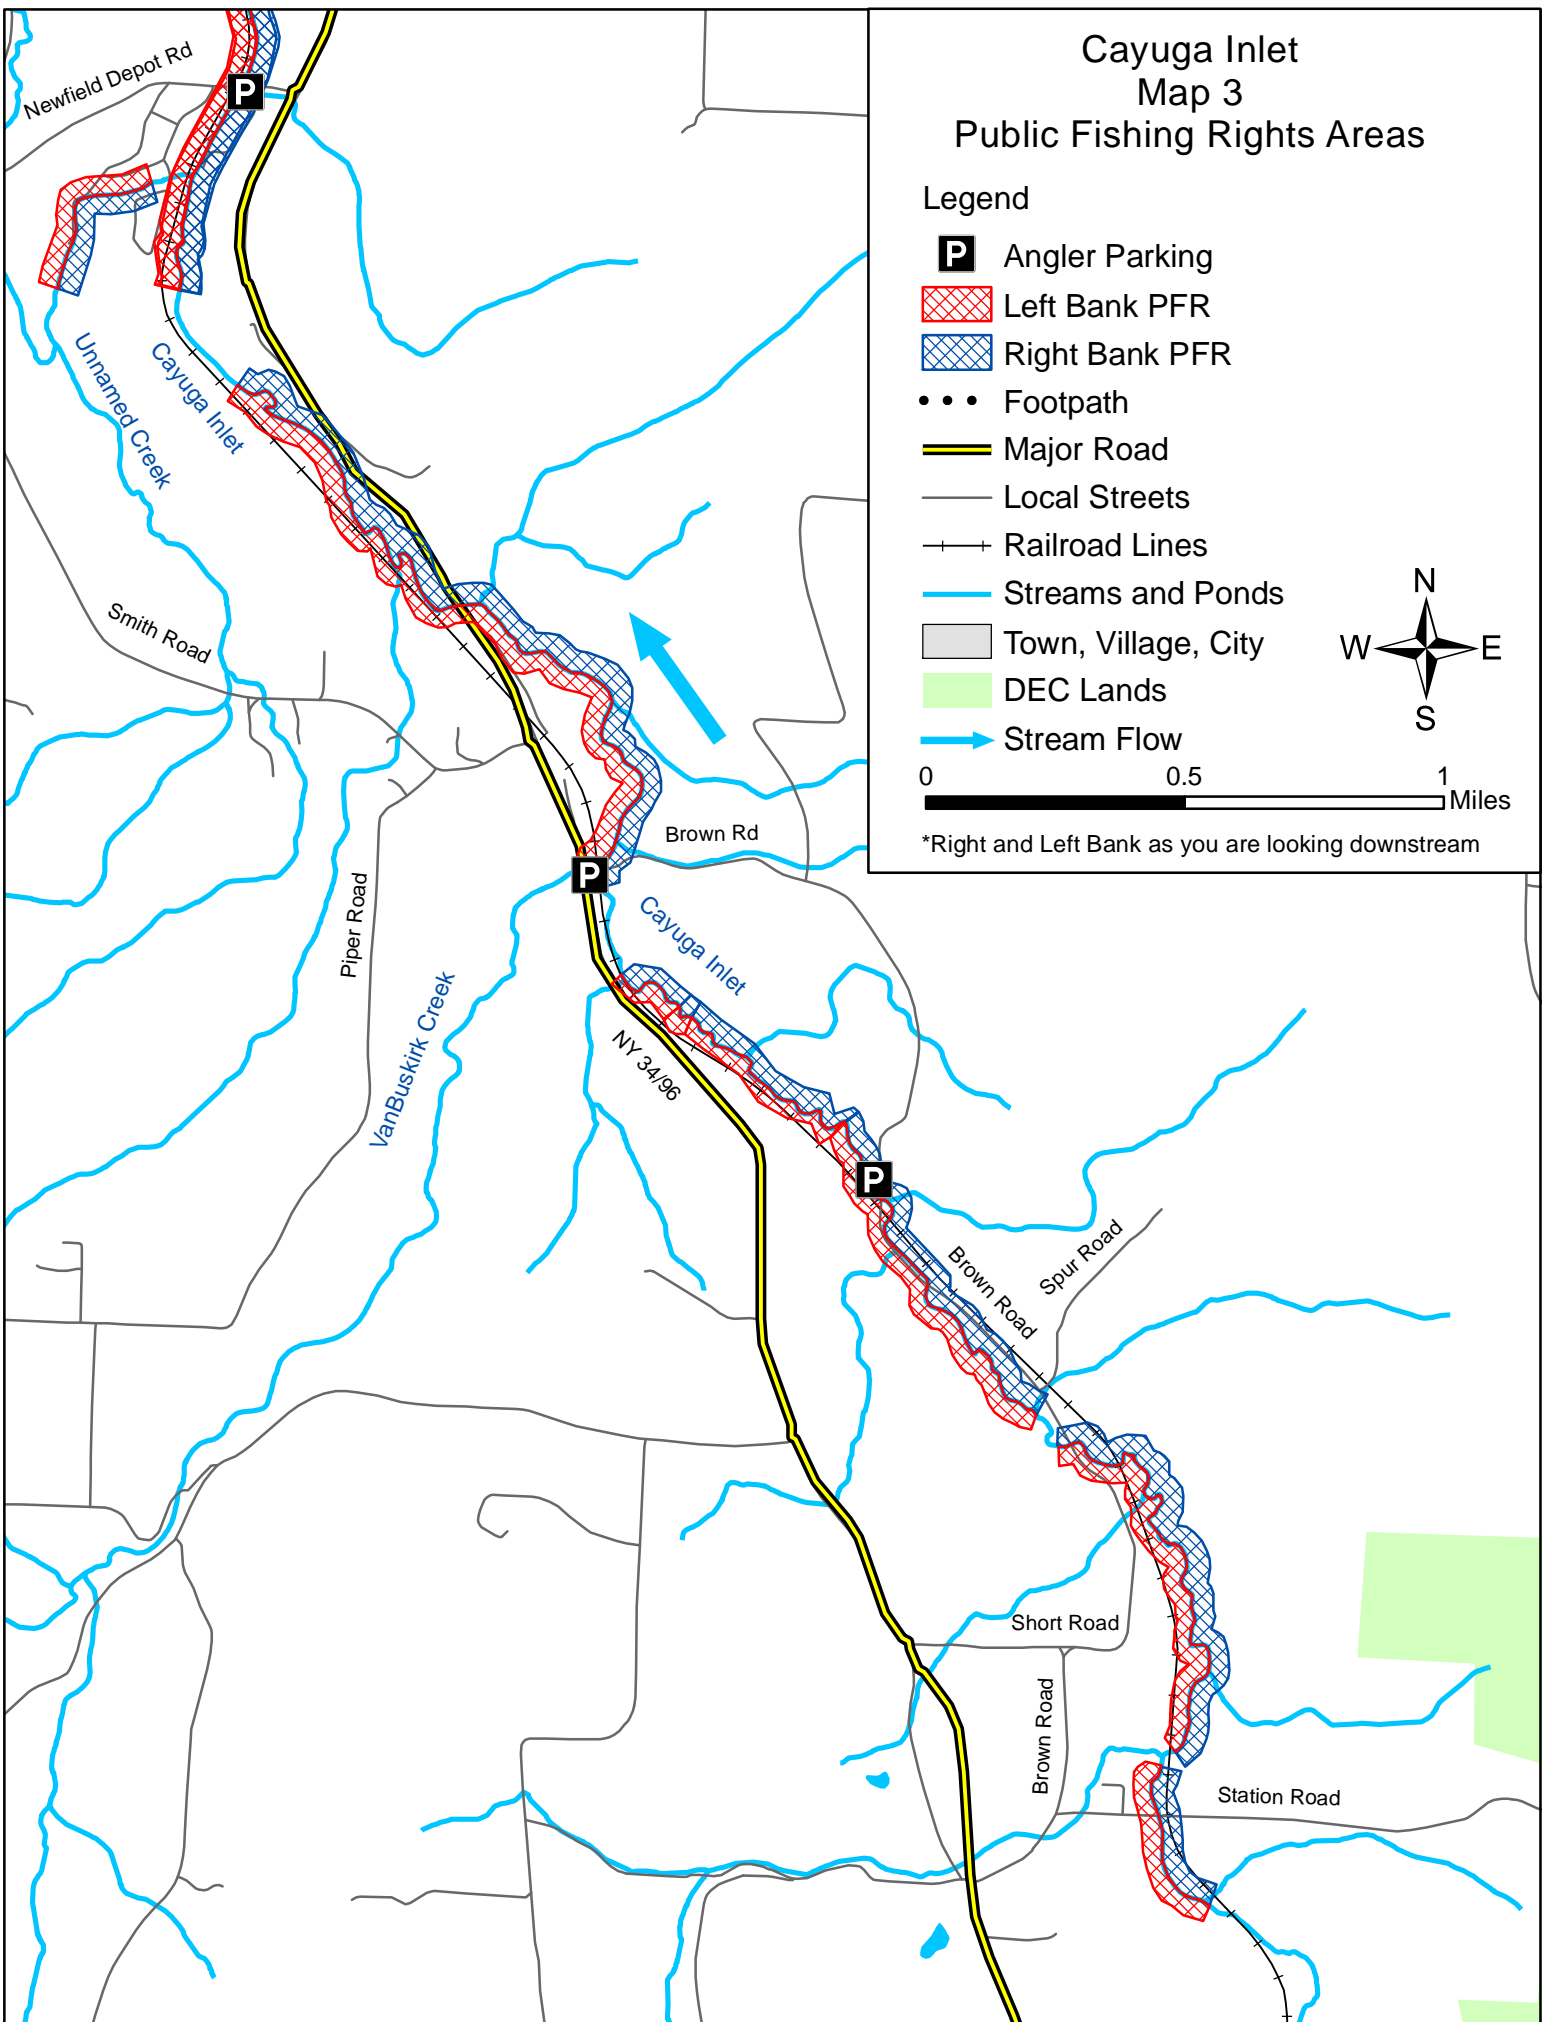 Cayuga Inlet
Map 3
Public Fishing Rights Areas
Legend
P Angler Parking
Left Bank PFR
Right Bank PFR
Footpath
Major Road
Local Streets
Railroad Lines
Streams and Ponds
Town, Village, City
DEC Lands
Stream Flow
N
W E
S
0 0.5 1
Miles
*Right and Left Bank as you are looking downstream
Newfield Depot Rd
P
Unnamed Creek
Cayuga Inlet
Smith Road
Brown Rd
P
Piper Road
Cayuga Inlet
VanBuskirk Creek
NY 34/96
P
Brown Road
Spur Road
Short Road
Brown Road
Station Road